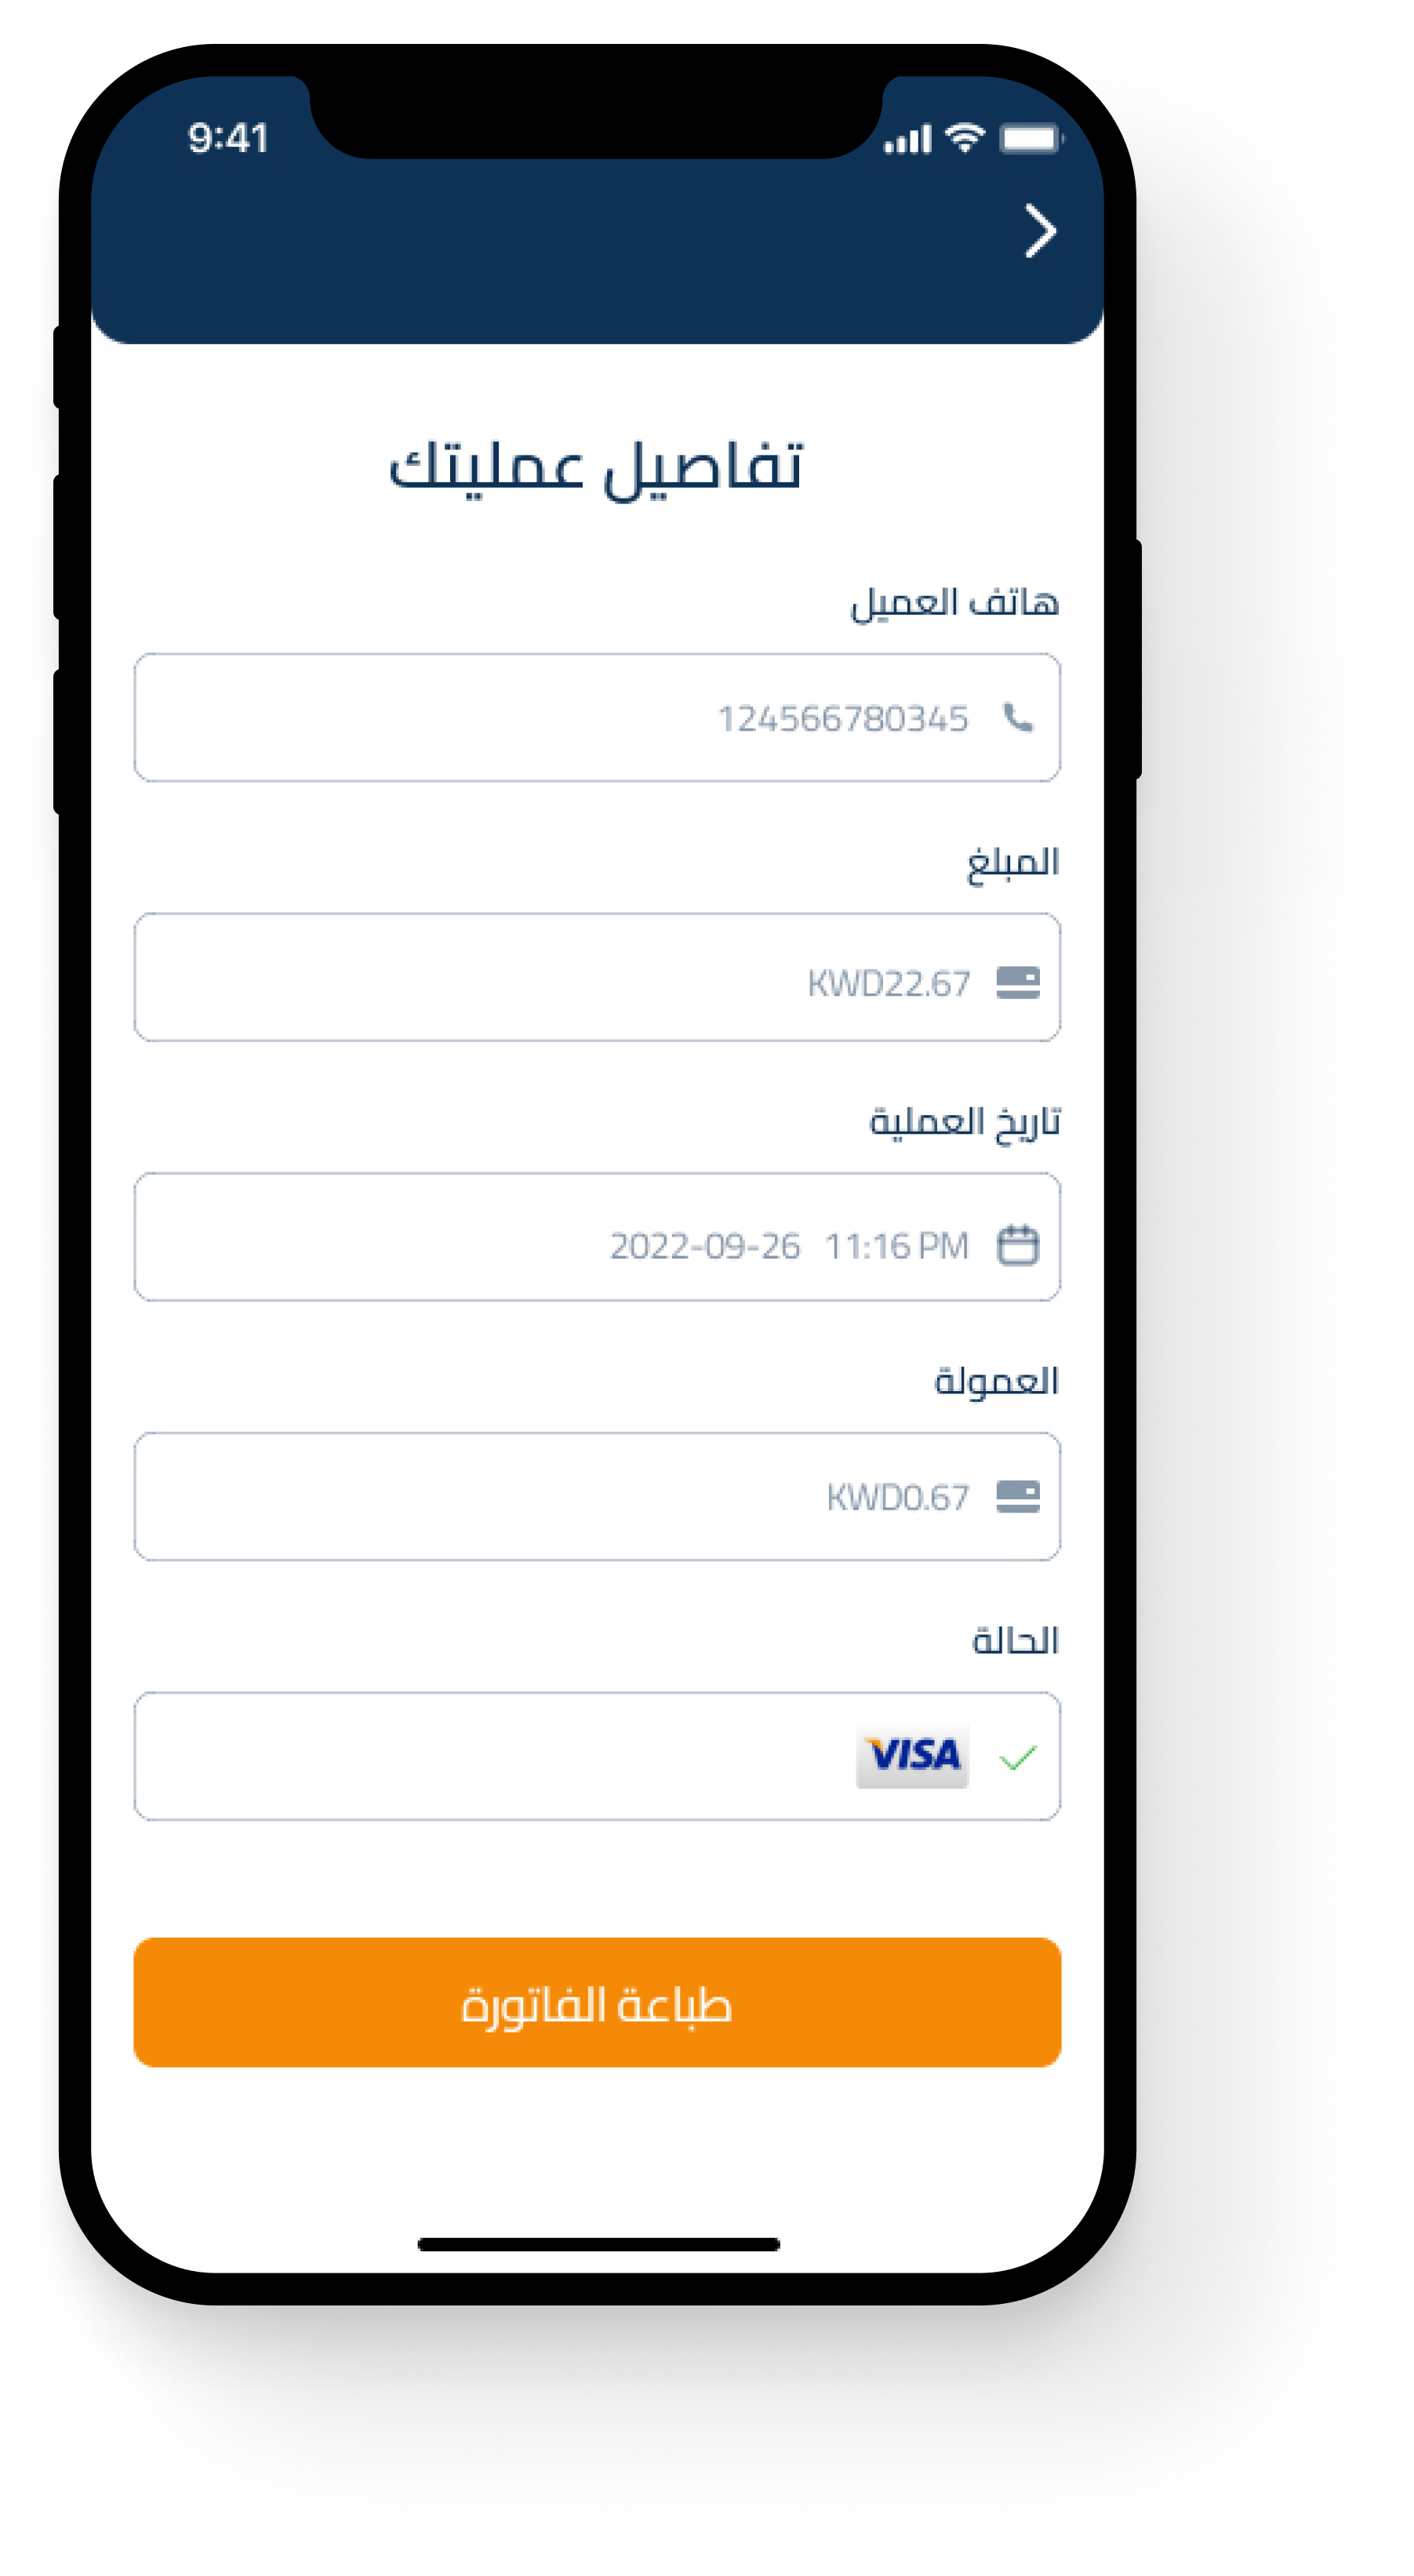 9:41
تفاصيل عمليتك
هاتف العميل
124566780345
المبلغ
KWD22.67
تاريخ العملية
2022-09-26 11:16 PM
العمولة
KWD0.67
الحالة
VISA
طباعة الفاتورة